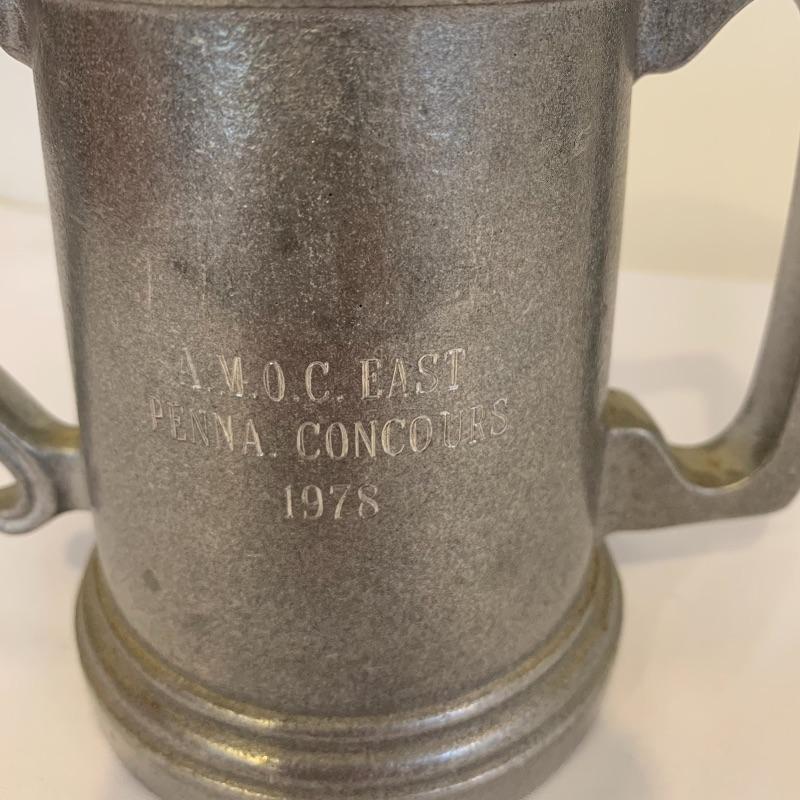 A.M.O.C. EAST
PENNA. CONCOURS
1978